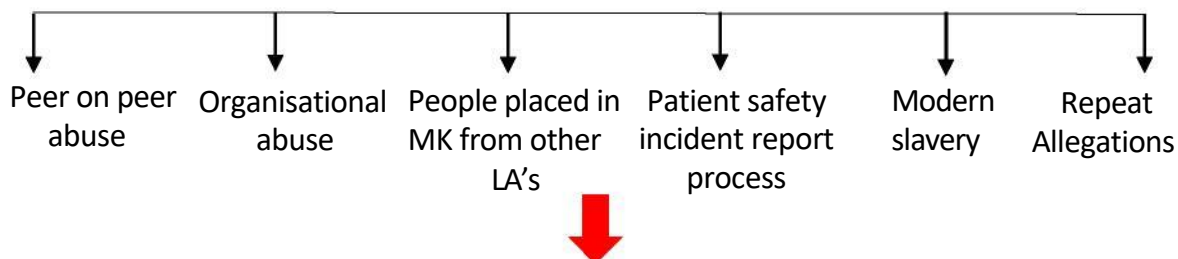 Peer on peer
abuse
Organisational
abuse
People placed in
MK from other
LA’s
Patient safety
incident report
process
Modern
slavery
Repeat
Allegations